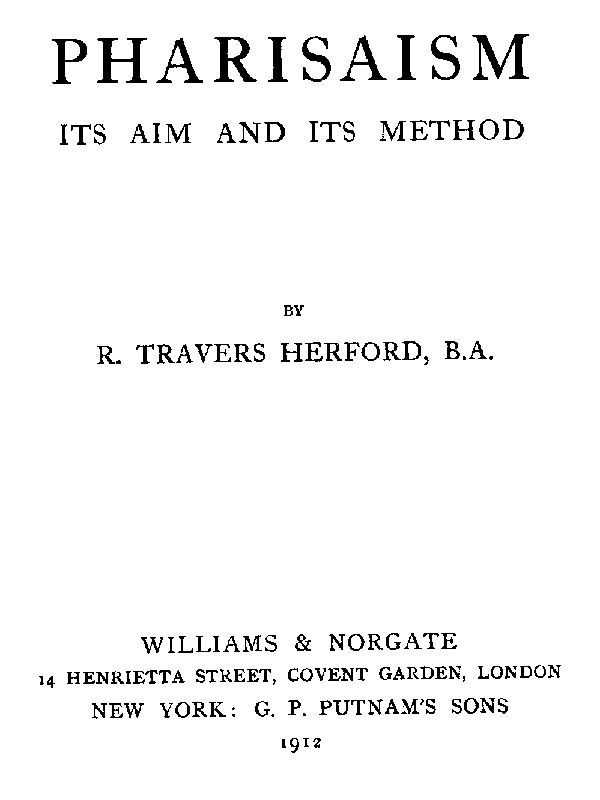 PHARISAISM
ITS AIM AND ITS METHOD
BY
R. TRAVERS HERFORD, B.A.
WILLIAMS & NORGATE
14 HENRIETTA STREET, COVENT GARDEN, LONDON
NEW YORK: G. P. PUTNAM'S SONS
1912